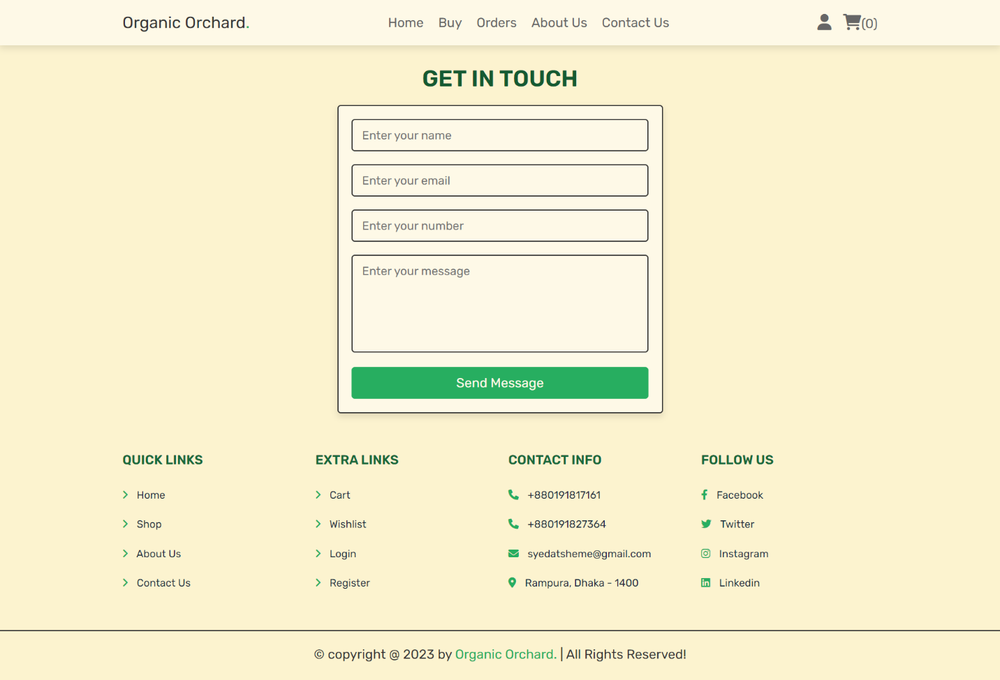 Organic Orchard.
Home Buy Orders About Us Contact Us
(0)
GET IN TOUCH
Enter your name
Enter your email
Enter your number
Enter your message
Send Message
QUICK LINKS
Home
Shop
About Us
Contact Us
EXTRA LINKS
Cart
Wishlist
Login
Register
CONTACT INFO
+880191817161
+880191827364
syedatsheme@gmail.com
Rampura, Dhaka - 1400
FOLLOW US
Facebook
Twitter
Instagram
Linkedin
© copyright @ 2023 by Organic Orchard. | All Rights Reserved!